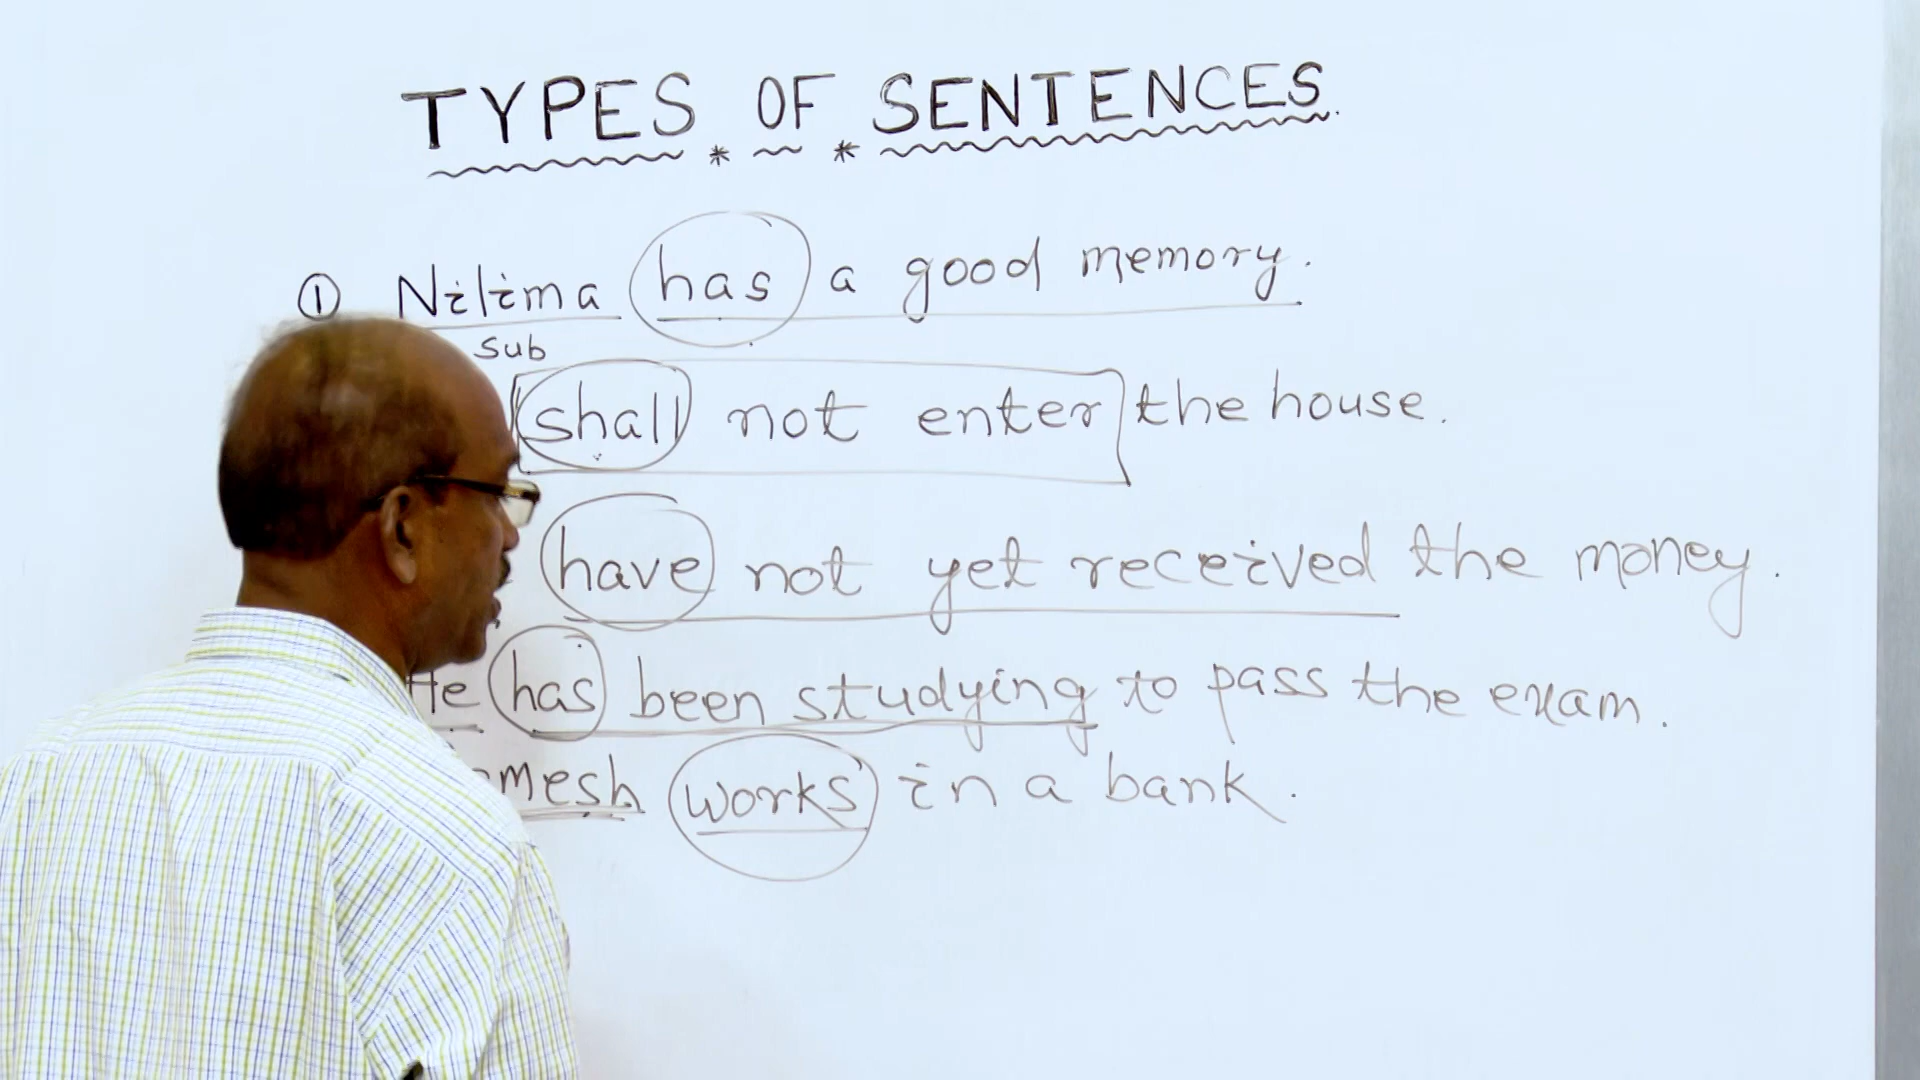 TYPES OF SENTENCES.
① Nilima has a good memory.
sub
shall not enter the house.
have not yet received the money.
He has been studying to pass the exam.
mesh works in a bank.